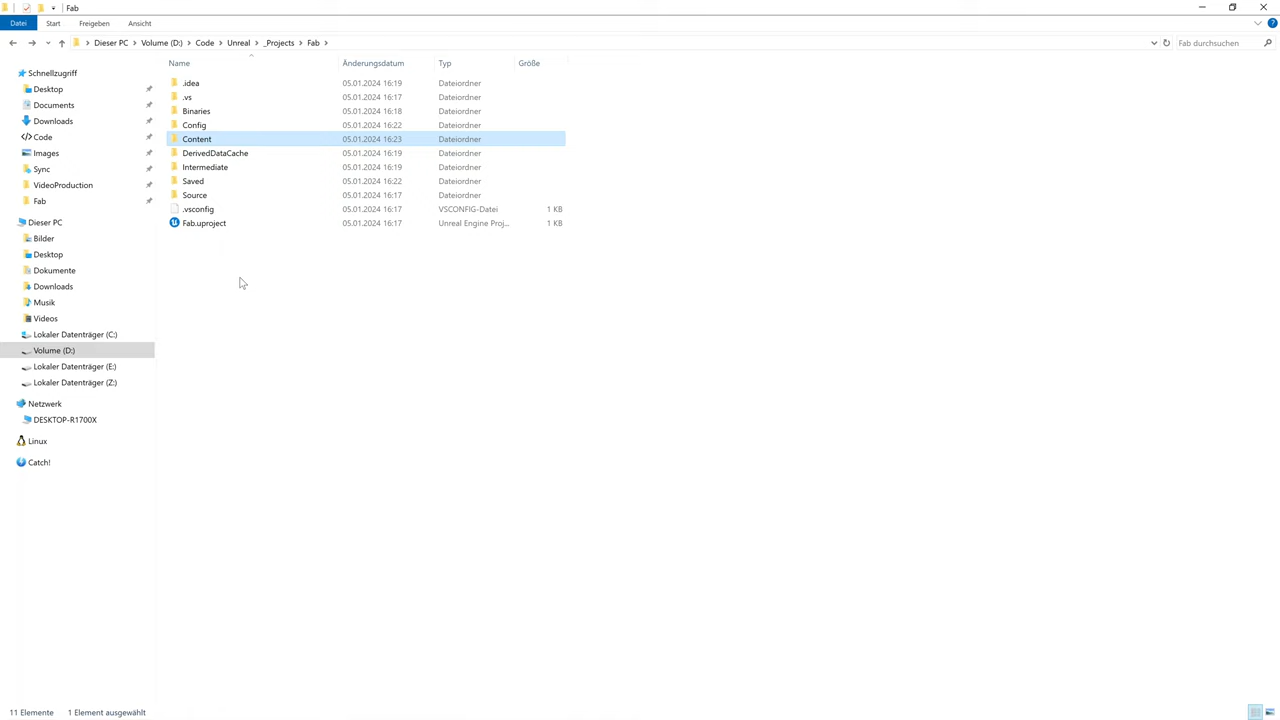 Fab
Datei Start Freigeben Ansicht
Dieser PC Volume (D:) Code Unreal _Projects Fab Fab durchsuchen
Name Änderungsdatum Typ Größe
.idea 05.01.2024 16:19 Dateiordner
.vs 05.01.2024 16:17 Dateiordner
Binaries 05.01.2024 16:18 Dateiordner
Config 05.01.2024 16:22 Dateiordner
Content 05.01.2024 16:23 Dateiordner
DerivedDataCache 05.01.2024 16:19 Dateiordner
Intermediate 05.01.2024 16:19 Dateiordner
Saved 05.01.2024 16:22 Dateiordner
Source 05.01.2024 16:17 Dateiordner
.vsconfig 05.01.2024 16:17 VSCONFIG-Datei 1 KB
Fab.uproject 05.01.2024 16:17 Unreal Engine Proj... 1 KB
Schnellzugriff
Desktop
Documents
Downloads
Code
Images
Sync
VideoProduction
Fab
Dieser PC
Bilder
Desktop
Dokumente
Downloads
Musik
Videos
Lokaler Datenträger (C:)
Volume (D:)
Lokaler Datenträger (E:)
Lokaler Datenträger (Z:)
Netzwerk
DESKTOP-R1700X
Linux
Catch!
11 Elemente 1 Element ausgewählt